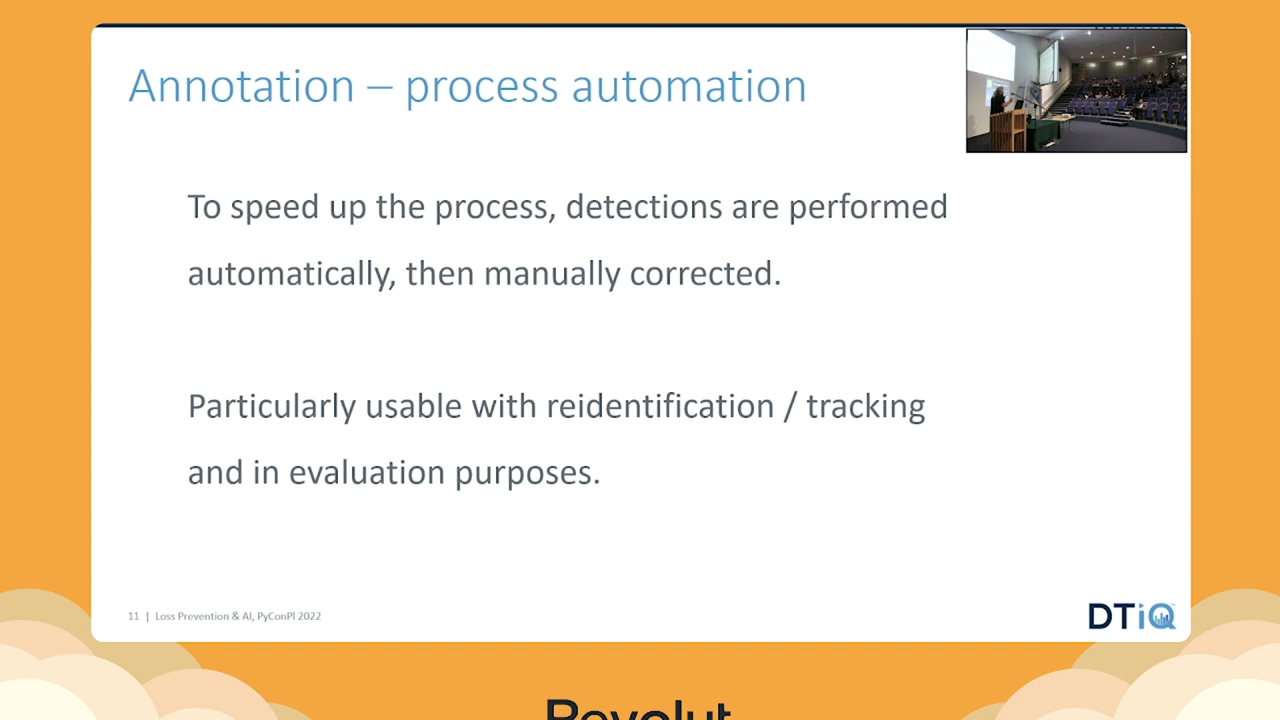 Annotation – process automation
To speed up the process, detections are performed
automatically, then manually corrected.
Particularly usable with reidentification / tracking
and in evaluation purposes.
11 | Loss Prevention & AI, PyConPl 2022
DTiQ
Revolut